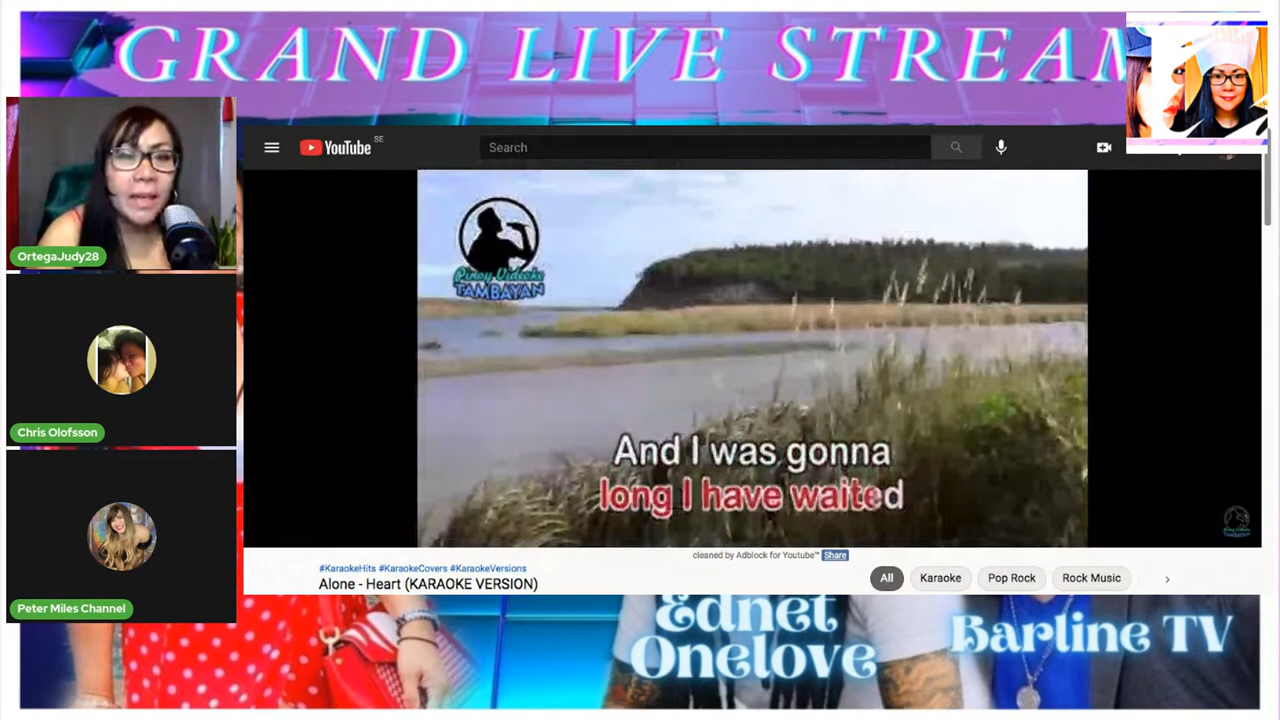 GRAND LIVE STREAM
OrtegaJudy28
Chris Olofsson
Peter Miles Channel
YouTube SE
Search
Pinoy Videoke
TAMBAYAN
And I was gonna
long I have waited
cleaned by Adblock for Youtube™ Share
#KaraokeHits #KaraokeCovers #KaraokeVersions
Alone - Heart (KARAOKE VERSION)
All Karaoke Pop Rock Rock Music
Ednet
Onelove
Barline TV